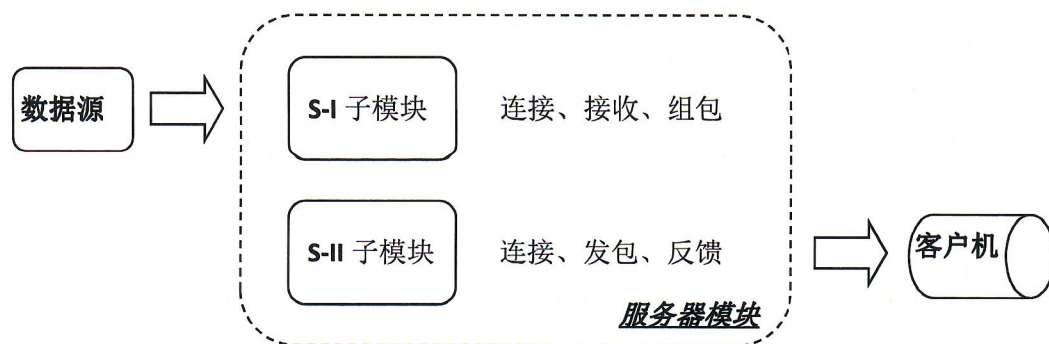 数据源
S-I 子模块
连接、接收、组包
S-II 子模块
连接、发包、反馈
客户机
服务器模块